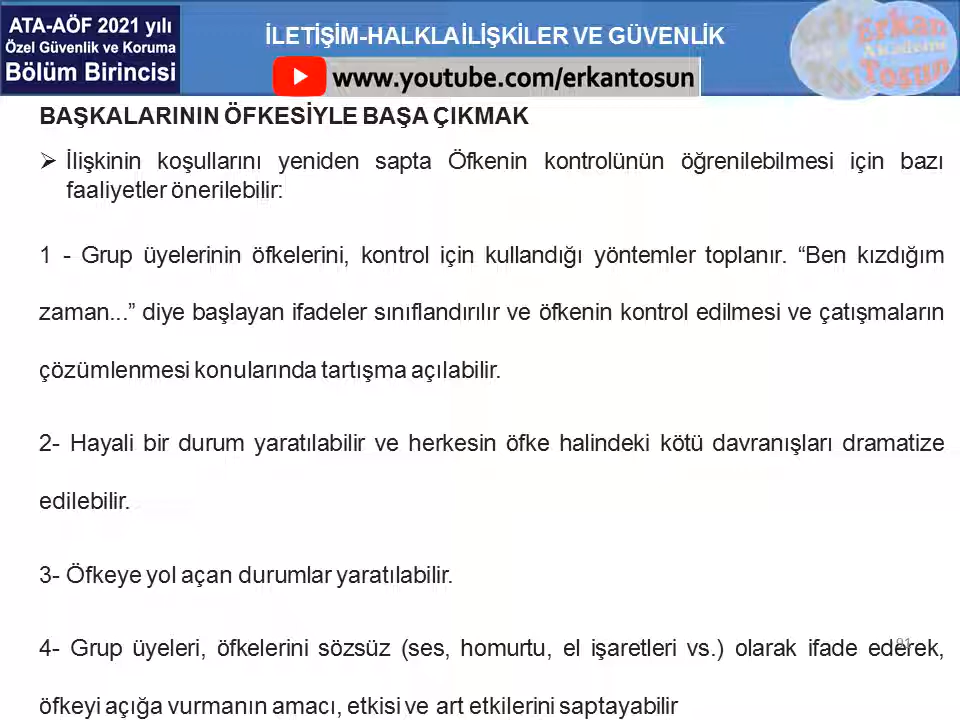 ATA-AÖF 2021 yılı
Özel Güvenlik ve Koruma
Bölüm Birincisi
İLETİŞİM-HALKLA İLİŞKİLER VE GÜVENLİK
www.youtube.com/erkantosun
Erkan
Akademi
Tosun
BAŞKALARININ ÖFKESİYLE BAŞA ÇIKMAK
➢ İlişkinin koşullarını yeniden sapta Öfkenin kontrolünün öğrenilebilmesi için bazı
faaliyetler önerilebilir:
1 - Grup üyelerinin öfkelerini, kontrol için kullandığı yöntemler toplanır. “Ben kızdığım
zaman...” diye başlayan ifadeler sınıflandırılır ve öfkenin kontrol edilmesi ve çatışmaların
çözümlenmesi konularında tartışma açılabilir.
2- Hayali bir durum yaratılabilir ve herkesin öfke halindeki kötü davranışları dramatize
edilebilir.
3- Öfkeye yol açan durumlar yaratılabilir.
4- Grup üyeleri, öfkelerini sözsüz (ses, homurtu, el işaretleri vs.) olarak ifade ederek,
öfkeyi açığa vurmanın amacı, etkisi ve art etkilerini saptayabilir